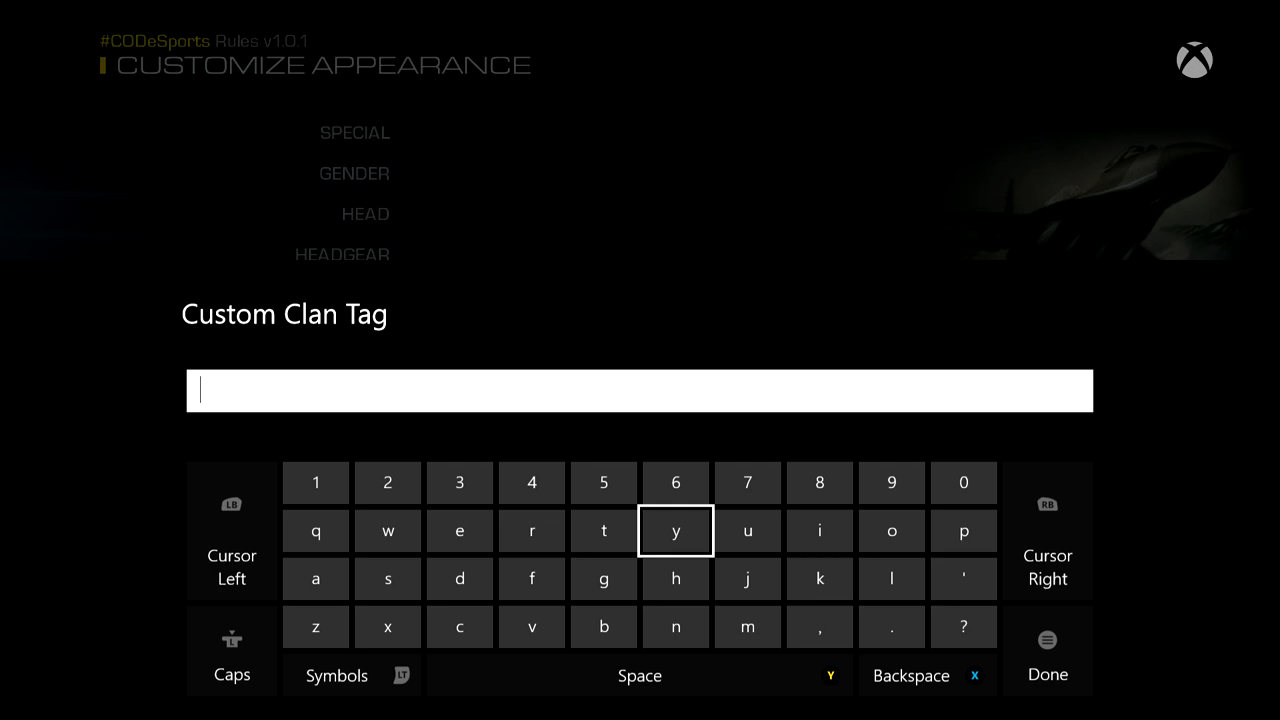 #CODeSports Rules v1.0.1
CUSTOMIZE APPEARANCE
SPECIAL
GENDER
HEAD
HEADGEAR
Custom Clan Tag
1 2 3 4 5 6 7 8 9 0
LB RB
q w e r t y u i o p
Cursor Left
Cursor Right
a s d f g h j k l '
z x c v b n m , . ?
L
Caps
Symbols LT
Space Y
Backspace X
Done